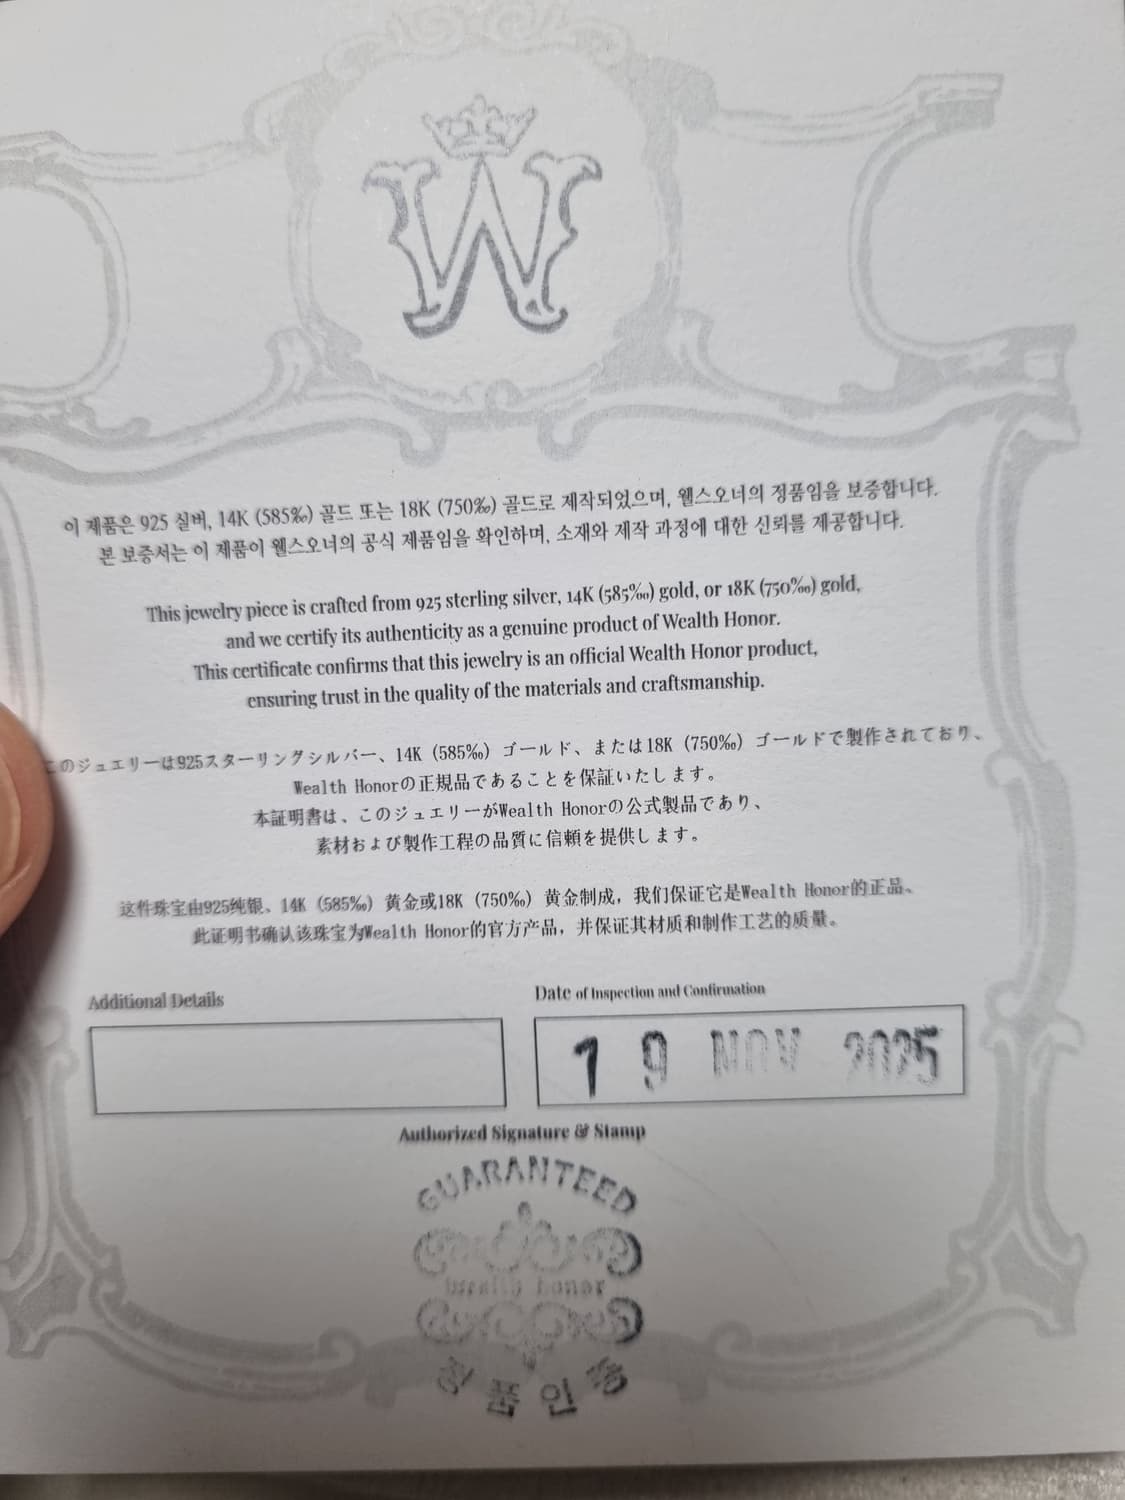 W
이 제품은 925 실버, 14K (585‰) 골드 또는 18K (750‰) 골드로 제작되었으며, 웰스오너의 정품임을 보증합니다.
본 보증서는 이 제품이 웰스오너의 공식 제품임을 확인하며, 소재와 제작 과정에 대한 신뢰를 제공합니다.
This jewelry piece is crafted from 925 sterling silver, 14K (585‰) gold, or 18K (750‰) gold,
and we certify its authenticity as a genuine product of Wealth Honor.
This certificate confirms that this jewelry is an official Wealth Honor product,
ensuring trust in the quality of the materials and craftsmanship.
このジュエリーは925スターリングシルバー、14K (585‰) ゴールド、または18K (750‰) ゴールドで製作されており、
Wealth Honorの正規品であることを保証いたします。
本証明書は、このジュエリーがWealth Honorの公式製品であり、
素材および製作工程の品質に信頼を提供します。
这件珠宝由925纯银、14K (585‰) 黄金或18K (750‰) 黄金制成，我们保证它是Wealth Honor的正品。
此证明书确认该珠宝为Wealth Honor的官方产品，并保证其材质和制作工艺的质量。
Additional Details
Date of Inspection and Confirmation
19 NOV 2025
Authorized Signature & Stamp
GUARANTEED
wealth honor
정품인증